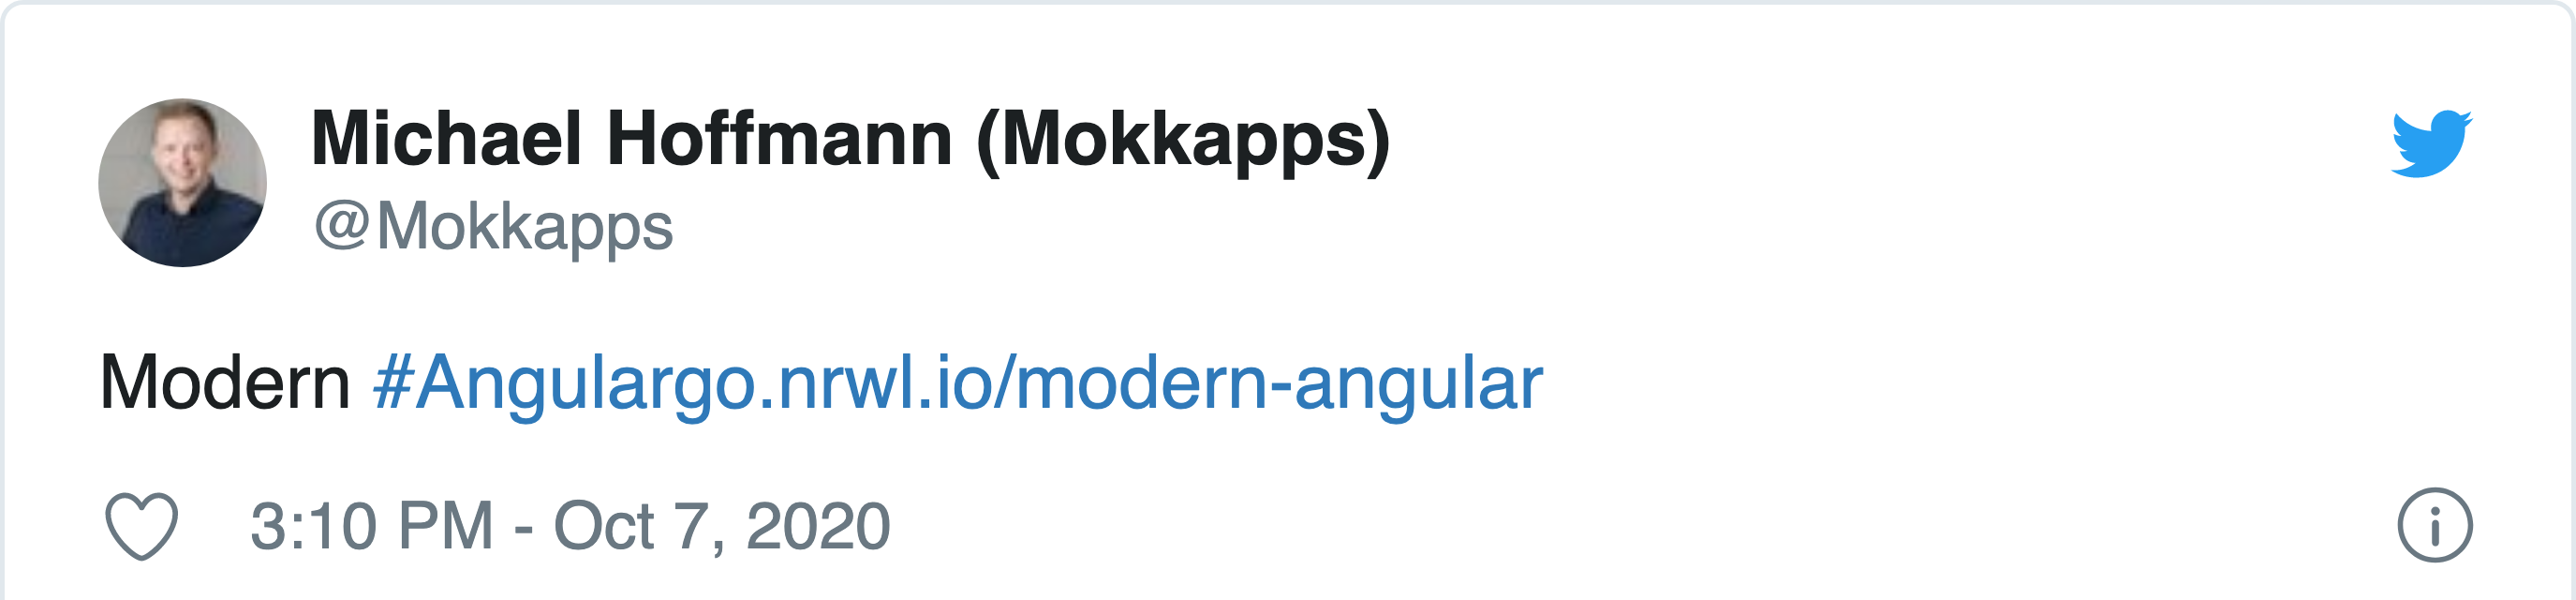 Michael Hoffmann (Mokkapps)
@Mokkapps
Modern #Angulargo.nrwl.io/modern-angular
3:10 PM - Oct 7, 2020